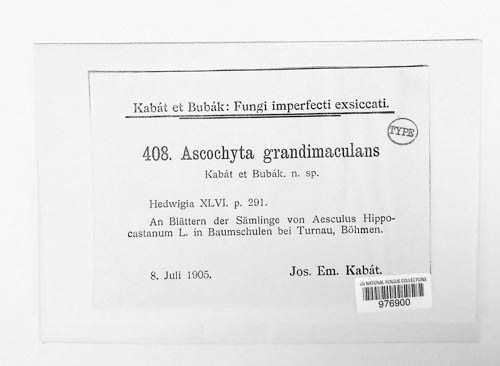 Kabát et Bubák: Fungi imperfecti exsiccati.
TYPE
408. Ascochyta grandimaculans
Kabát et Bubák. n. sp.
Hedwigia XLVI. p. 291.
An Blättern der Sämlinge von Aesculus Hippo-
castanum L. in Baumschulen bei Turnau, Böhmen.
8. Juli 1905.
Jos. Em. Kabát.
US NATIONAL FUNGUS COLLECTIONS
976900